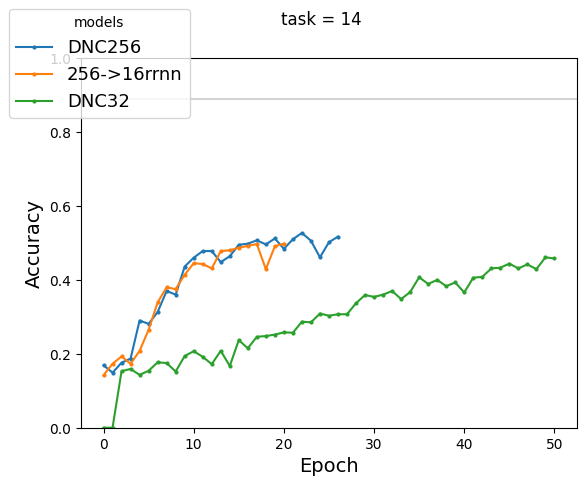 task = 14
models
DNC256
256->16rrnn
DNC32
1.0
0.8
0.6
0.4
0.2
0.0
Accuracy
0 10 20 30 40 50
Epoch